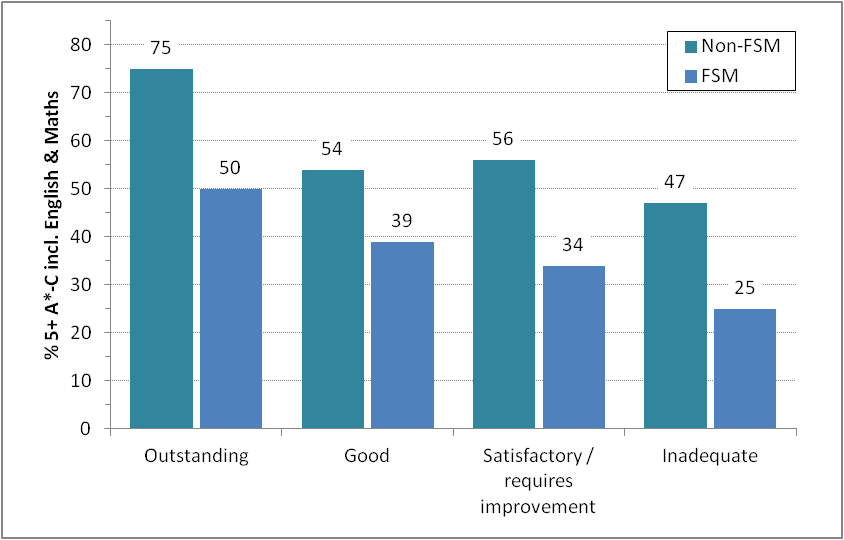 % 5+ A*-C incl. English & Maths
80
70
60
50
40
30
20
10
0
75
50
54
39
56
34
47
25
Non-FSM
FSM
Outstanding
Good
Satisfactory /
requires
improvement
Inadequate